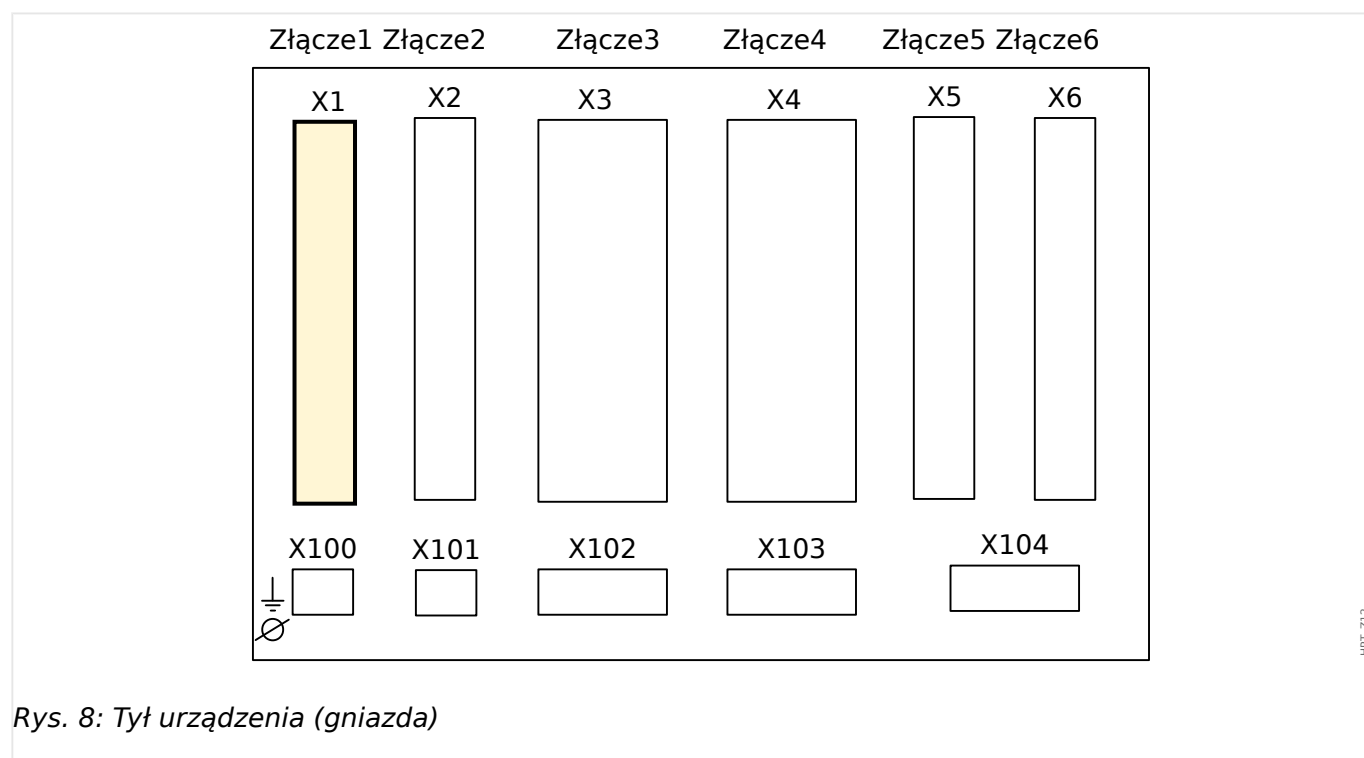 Złącze1 Złącze2 Złącze3 Złącze4 Złącze5 Złącze6
X1 X2 X3 X4 X5 X6
X100 X101 X102 X103 X104
Rys. 8: Tył urządzenia (gniazda)